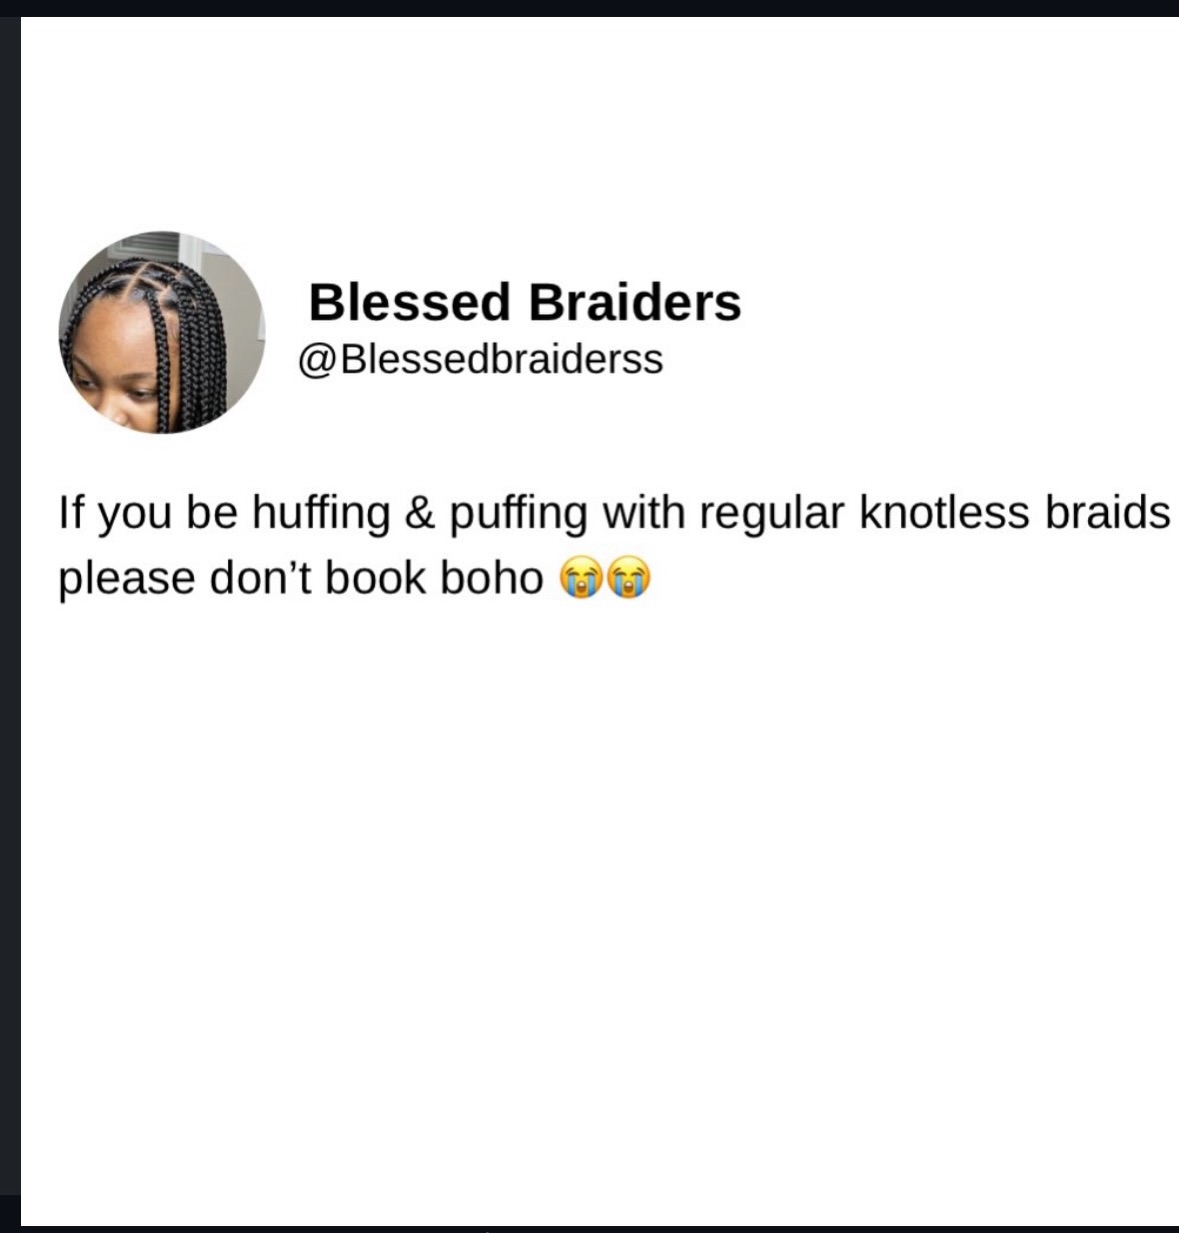 Blessed Braiders
@Blessedbraiderss
If you be huffing & puffing with regular knotless braids
please don’t book boho 😭😭